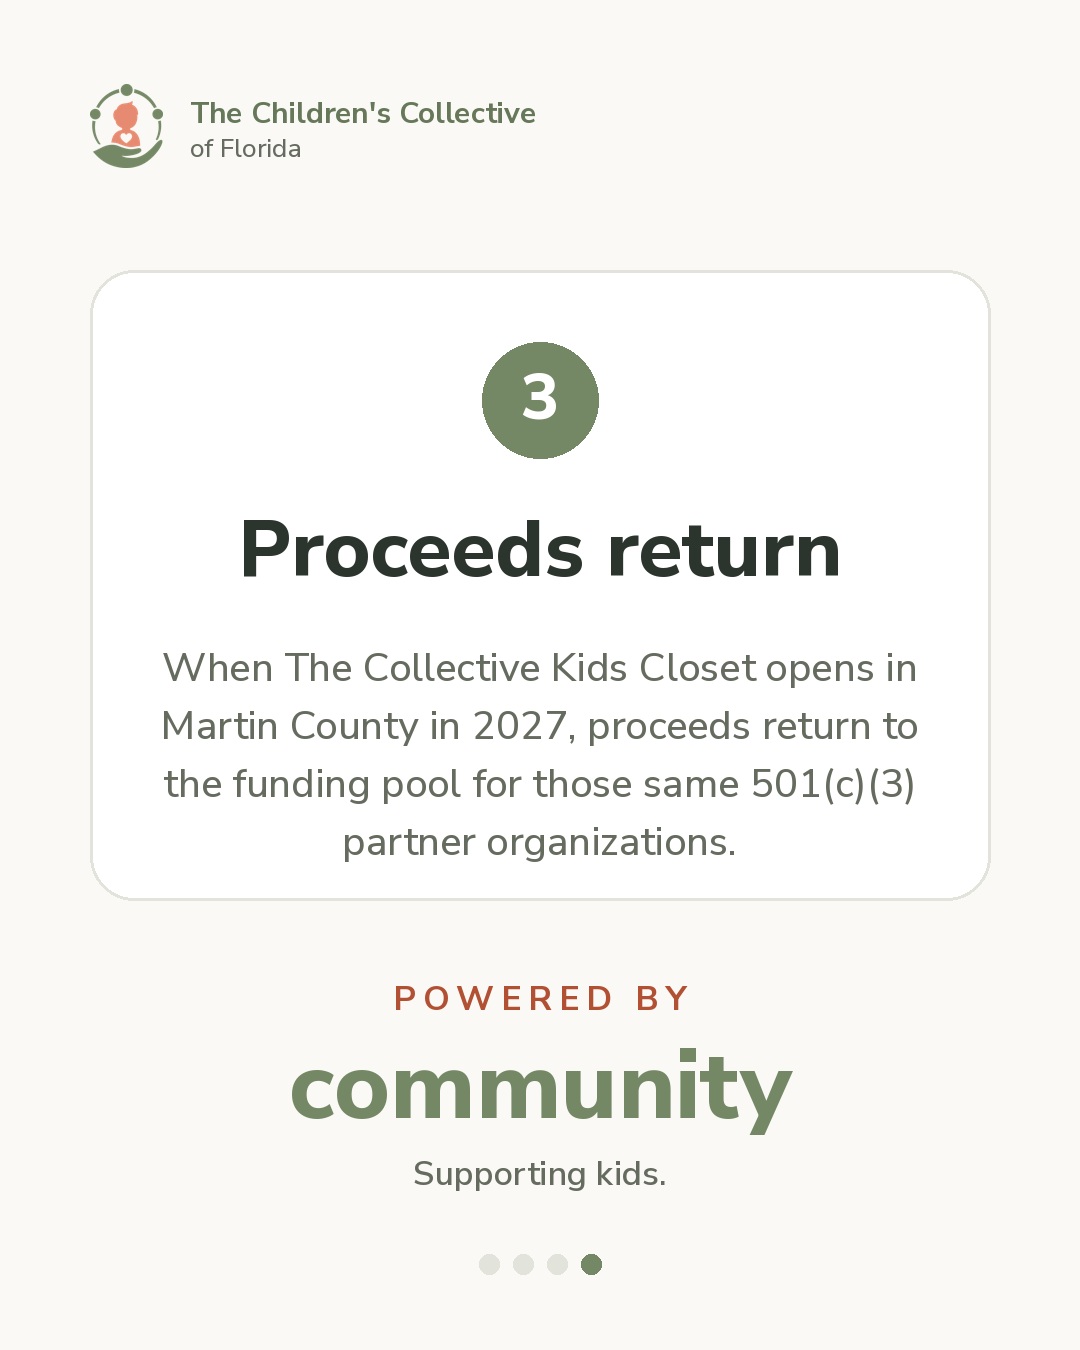 The Children's Collective
of Florida
3
Proceeds return
When The Collective Kids Closet opens in
Martin County in 2027, proceeds return to
the funding pool for those same 501(c)(3)
partner organizations.
POWERED BY
community
Supporting kids.